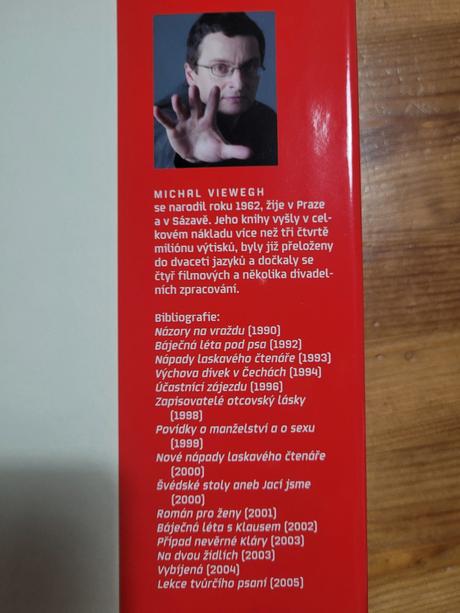 MICHAL VIEWEGH
se narodil roku 1962, žije v Praze
a v Sázavě. Jeho knihy vyšly v cel-
kovém nákladu více než tři čtvrtě
miliónu výtisků, byly již přeloženy
do dvaceti jazyků a dočkaly se
čtyř filmových a několika divadel-
ních zpracování.
Bibliografie:
Názory na vraždu (1990)
Báječná léta pod psa (1992)
Nápady laskavého čtenáře (1993)
Výchova dívek v Čechách (1994)
Účastníci zájezdu (1996)
Zapisovatelé otcovský lásky
(1998)
Povídky o manželství a o sexu
(1999)
Nové nápady laskavého čtenáře
(2000)
Švédské stoly aneb Jací jsme
(2000)
Román pro ženy (2001)
Báječná léta s Klausem (2002)
Případ nevěrné Kláry (2003)
Na dvou židlích (2003)
Vybíjená (2004)
Lekce tvůrčího psaní (2005)